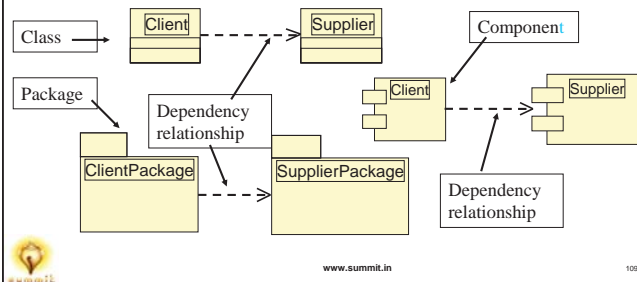 Client
Supplier
Class
Component
Client
Supplier
Package
Dependency
relationship
ClientPackage
SupplierPackage
Dependency
relationship
summit
www.summit.in
109